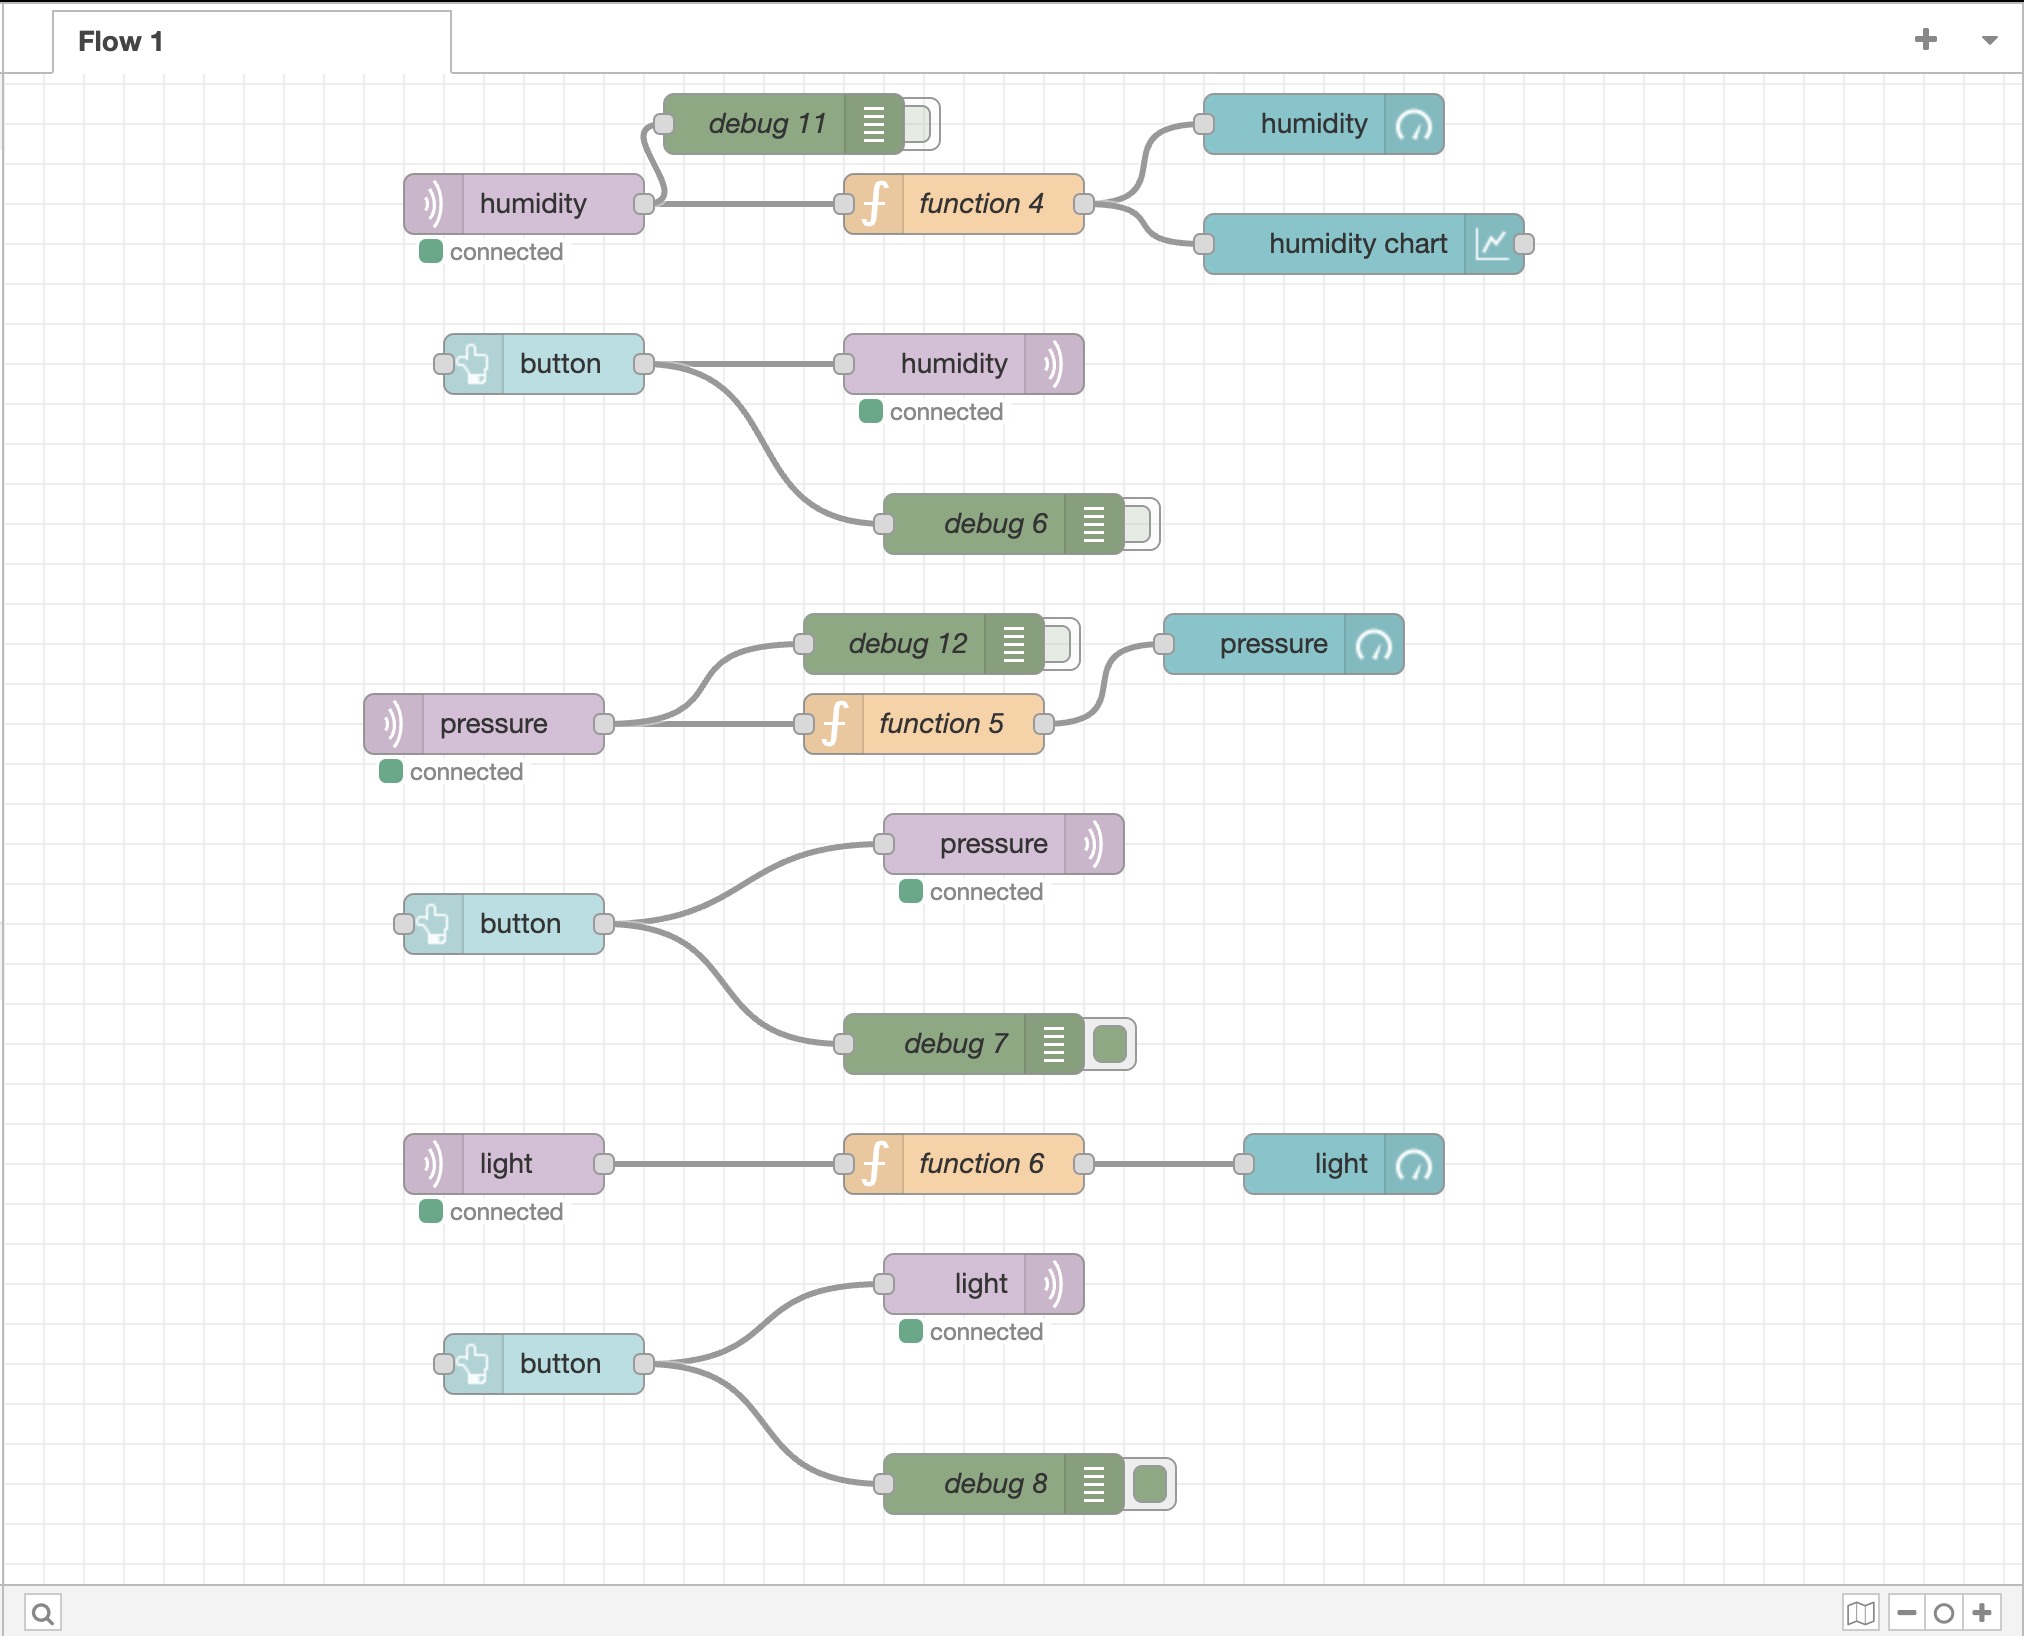 Flow 1
debug 11
humidity
humidity
connected
function 4
humidity chart
button
humidity
connected
debug 6
debug 12
pressure
pressure
connected
function 5
pressure
connected
button
debug 7
light
connected
function 6
light
light
connected
button
debug 8